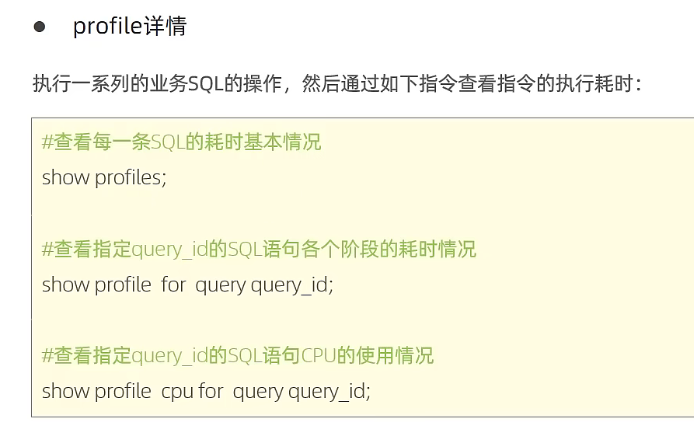 ● profile详情
执行一系列的业务SQL的操作，然后通过如下指令查看指令的执行耗时：
#查看每一条SQL的耗时基本情况
show profiles;
#查看指定query_id的SQL语句各个阶段的耗时情况
show profile for query query_id;
#查看指定query_id的SQL语句CPU的使用情况
show profile cpu for query query_id;